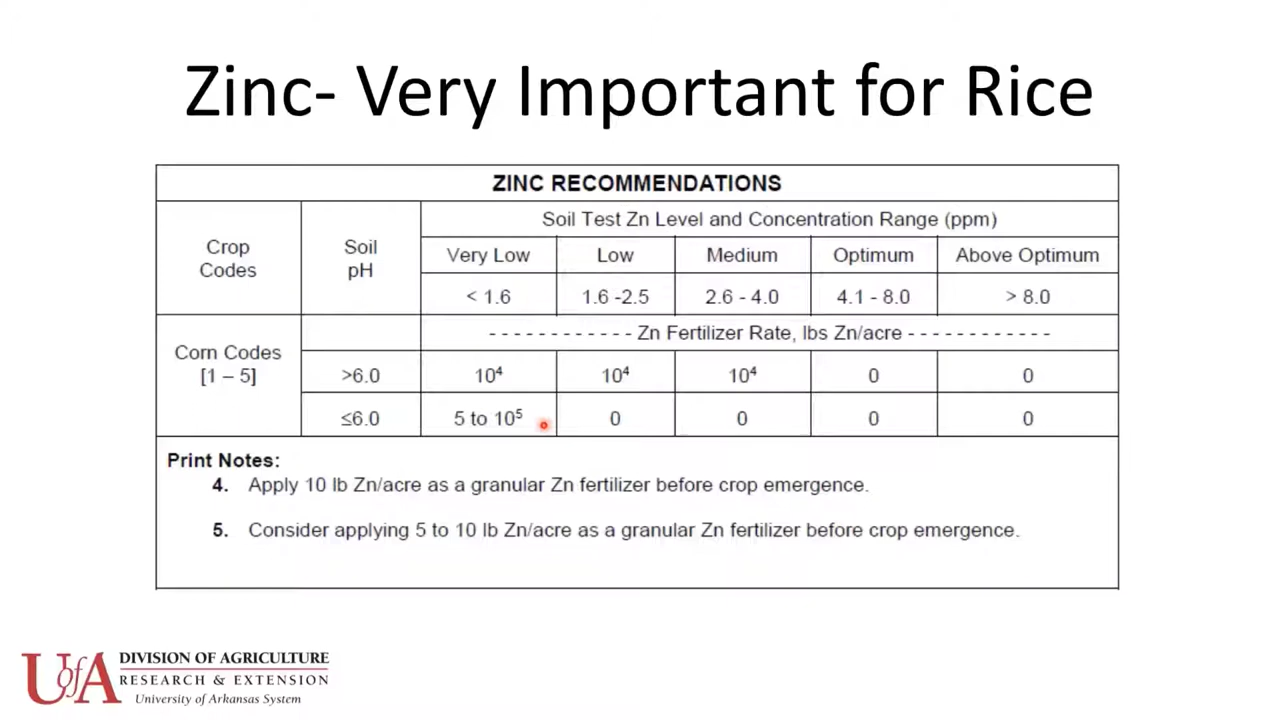 Zinc- Very Important for Rice
ZINC RECOMMENDATIONS
Crop Codes
Soil pH
Soil Test Zn Level and Concentration Range (ppm)
Very Low Low Medium Optimum Above Optimum
< 1.6 1.6 -2.5 2.6 - 4.0 4.1 - 8.0 > 8.0
- - - - - - - - - - - - Zn Fertilizer Rate, lbs Zn/acre - - - - - - - - - - - -
Corn Codes
[1 – 5]
>6.0 10⁴ 10⁴ 10⁴ 0 0
≤6.0 5 to 10⁵ 0 0 0 0
Print Notes:
4. Apply 10 lb Zn/acre as a granular Zn fertilizer before crop emergence.
5. Consider applying 5 to 10 lb Zn/acre as a granular Zn fertilizer before crop emergence.
UofA DIVISION OF AGRICULTURE
RESEARCH & EXTENSION
University of Arkansas System